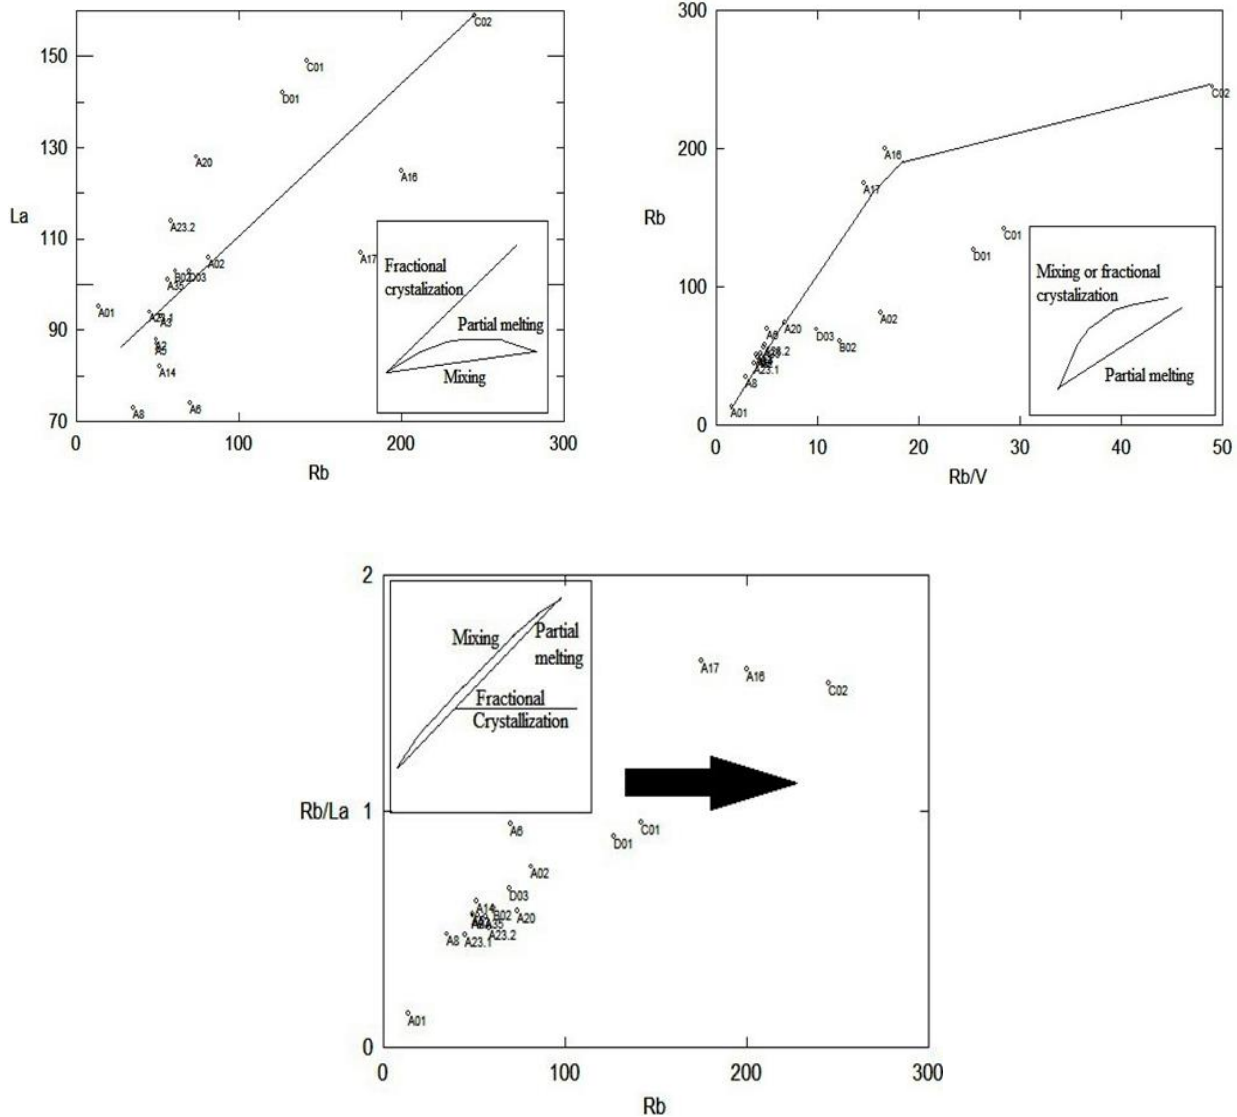 150
130
La
110
90
70
0
100
200
300
Rb
C02
C01
D01
A20
A16
A23.2
A17
A02
B02
D03
A35
A01
A3
A5
A14
A8
A6
Fractional
crystalization
Partial melting
Mixing
300
200
Rb
100
0
0
10
20
30
40
50
Rb/V
C02
A16
A17
C01
D01
A02
A20
A6
D03
B02
A23.1
A8
A01
Mixing or fractional
crystalization
Partial melting
2
Rb/La
1
0
0
100
200
300
Rb
Mixing
Partial
melting
Fractional
Crystallization
A17
A16
C02
A6
C01
D01
A02
D03
A14
B02
A20
A35
A23.2
A8
A23.1
A01